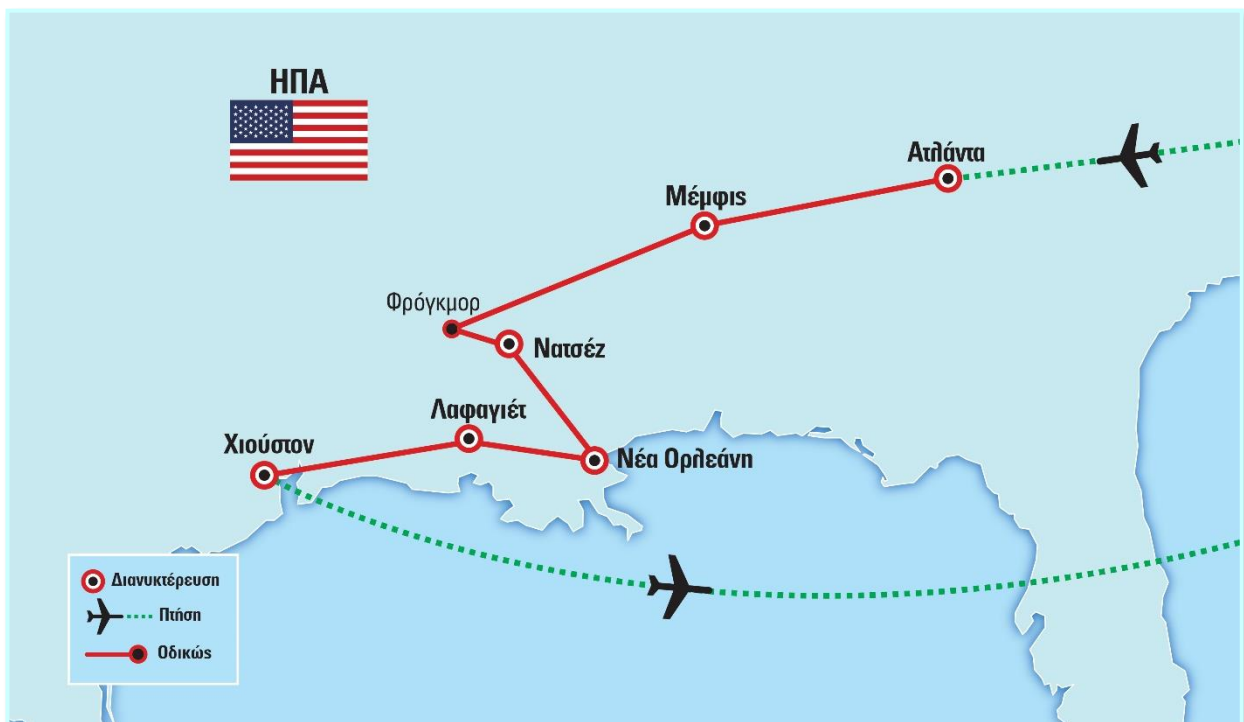 ΗΠΑ
Ατλάντα
Μέμφις
Φρόγκμορ
Νατσέζ
Λαφαγιέτ
Χιούστον
Νέα Ορλεάνη
Διανυκτέρευση
Πτήση
Οδικώς